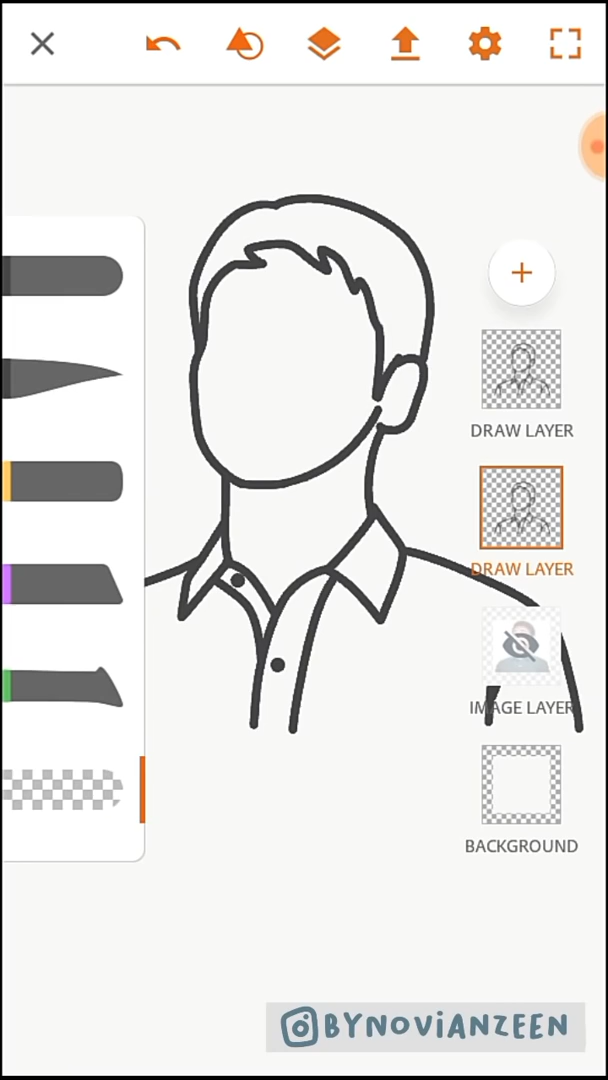 DRAW LAYER
DRAW LAYER
IMAGE LAYER
BACKGROUND
BYNOViANZEEN